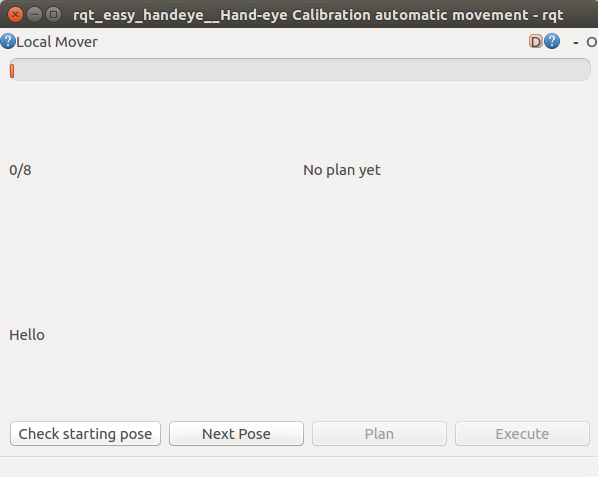 rqt_easy_handeye__Hand-eye Calibration automatic movement - rqt
?Local Mover D? - O
0/8 No plan yet
Hello
Check starting pose Next Pose Plan Execute